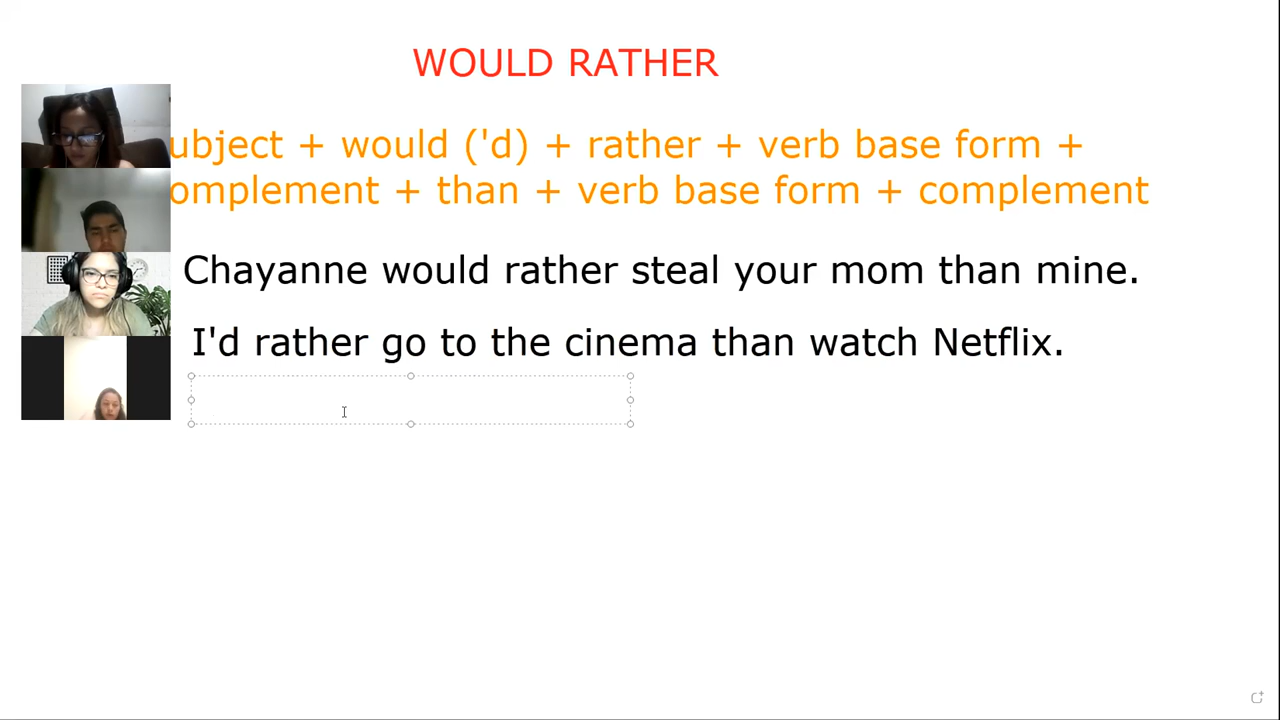 WOULD RATHER
ubject + would ('d) + rather + verb base form +
omplement + than + verb base form + complement
Chayanne would rather steal your mom than mine.
I'd rather go to the cinema than watch Netflix.